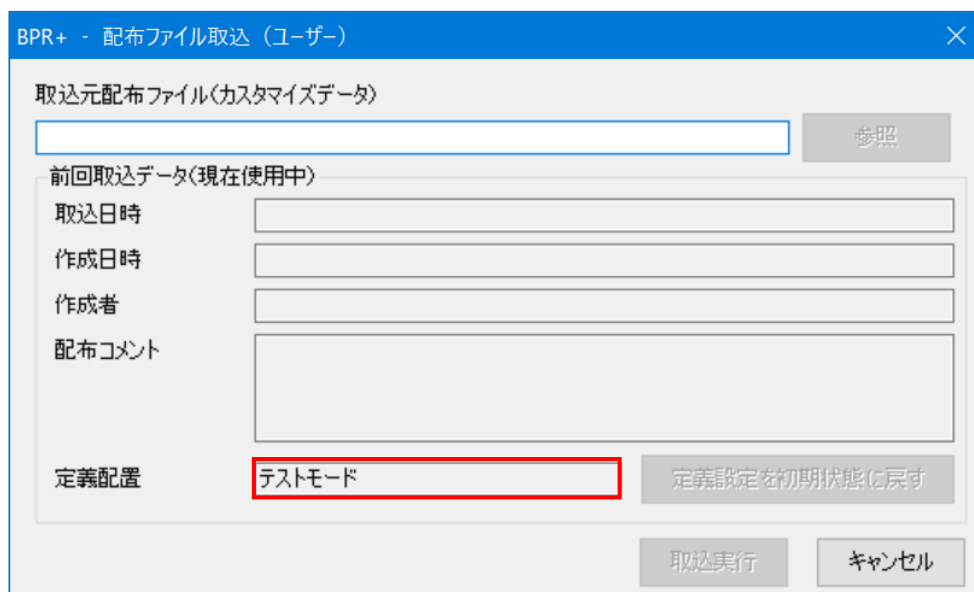 BPR+ - 配布ファイル取込（ユーザー）
取込元配布ファイル(カスタマイズデータ)
参照
前回取込データ(現在使用中)
取込日時
作成日時
作成者
配布コメント
定義配置 テストモード 定義設定を初期状態に戻す
取込実行 キャンセル